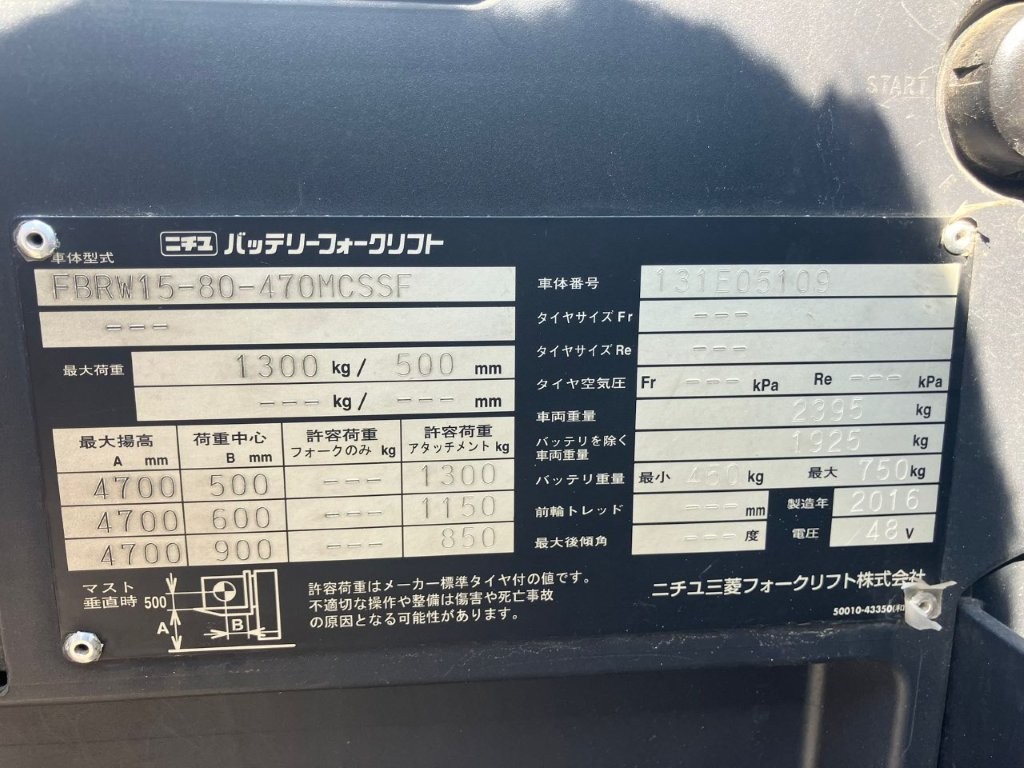 START
ニチユ バッテリーフォークリフト
車体型式
FBRW15-80-470MCSSF
---
最大荷重 1300 kg/ 500 mm
--- kg/ --- mm
最大揚高 A mm 荷重中心 B mm 許容荷重 フォークのみ kg 許容荷重 アタッチメント kg
4700 500 --- 1300
4700 600 --- 1150
4700 900 --- 850
車体番号 131E05109
タイヤサイズ Fr ---
タイヤサイズ Re ---
タイヤ空気圧 Fr --- kPa Re --- kPa
車両重量 2395 kg
バッテリを除く
車両重量 1925 kg
バッテリ重量 最小 450 kg 最大 750 kg
前輪トレッド --- mm 製造年 2016
最大後傾角 --- 度 電圧 48 V
マスト
垂直時
500
A
B
許容荷重はメーカー標準タイヤ付の値です。
不適切な操作や整備は傷害や死亡事故
の原因となる可能性があります。
ニチユ三菱フォークリフト株式会社
50010-43350(和